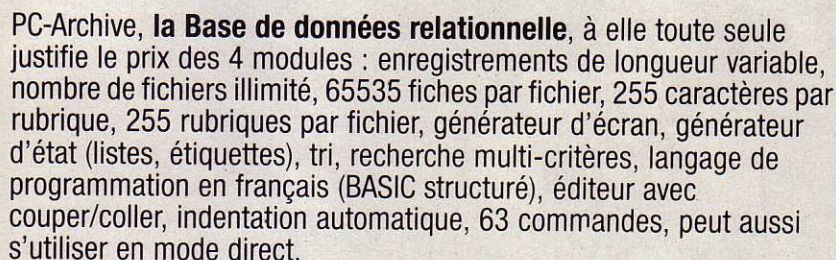 PC-Archive, la Base de données relationnelle, à elle toute seule
justifie le prix des 4 modules : enregistrements de longueur variable,
nombre de fichiers illimité, 65535 fiches par fichier, 255 caractères par
rubrique, 255 rubriques par fichier, générateur d'écran, générateur
d'état (listes, étiquettes), tri, recherche multi-critères, langage de
programmation en français (BASIC structuré), éditeur avec
couper/coller, indentation automatique, 63 commandes, peut aussi
s'utiliser en mode direct.